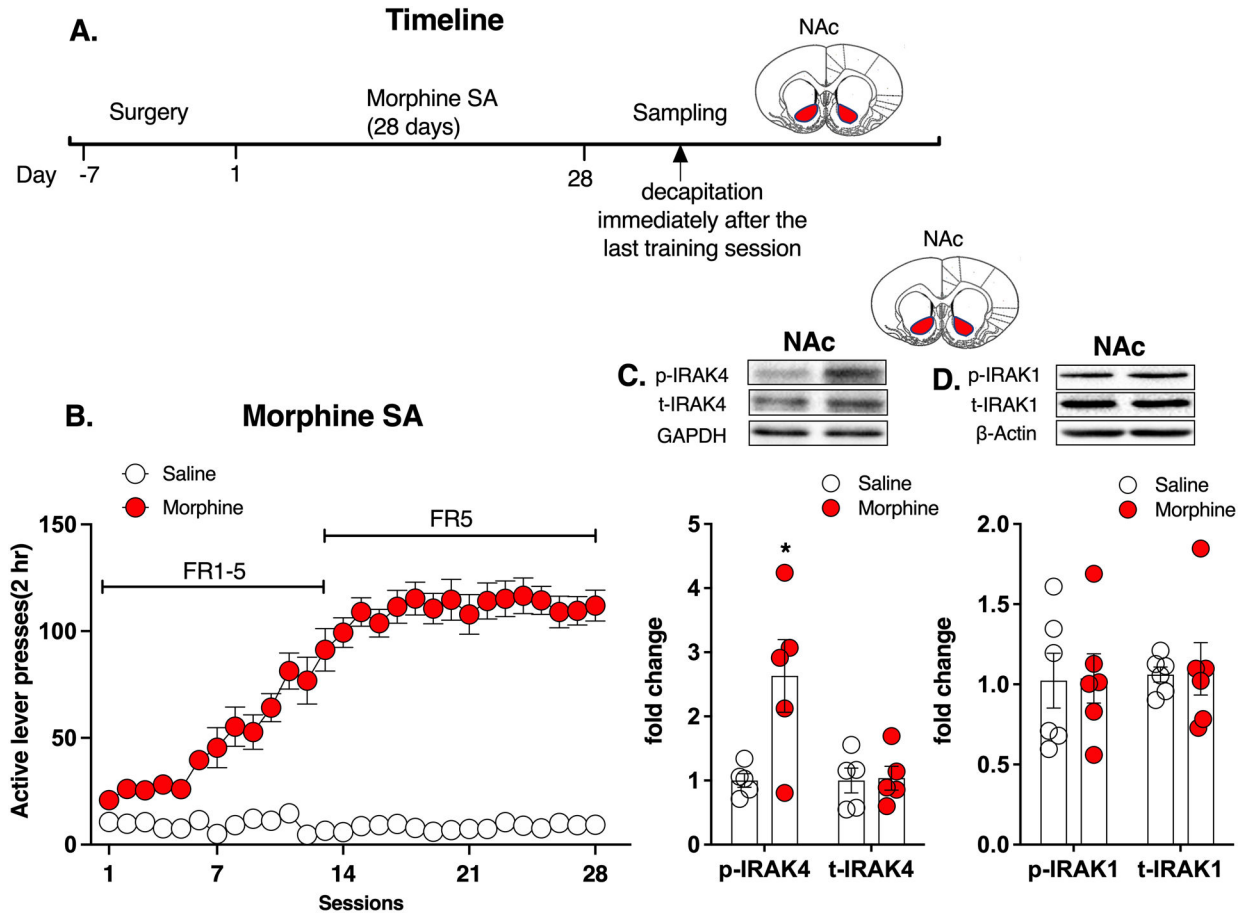 A.
Timeline
NAc
Surgery
Morphine SA
(28 days)
Sampling
Day
-7
1
28
decapitation
immediately after the
last training session
NAc
B.
Morphine SA
Saline
Morphine
FR5
FR1-5
Active lever presses(2 hr)
150
100
50
0
1
7
14
21
28
Sessions
C.
NAc
p-IRAK4
t-IRAK4
GAPDH
Saline
Morphine
fold change
5
4
3
2
1
0
*
p-IRAK4
t-IRAK4
D.
NAc
p-IRAK1
t-IRAK1
β-Actin
Saline
Morphine
fold change
2.0
1.5
1.0
0.5
0.0
p-IRAK1
t-IRAK1